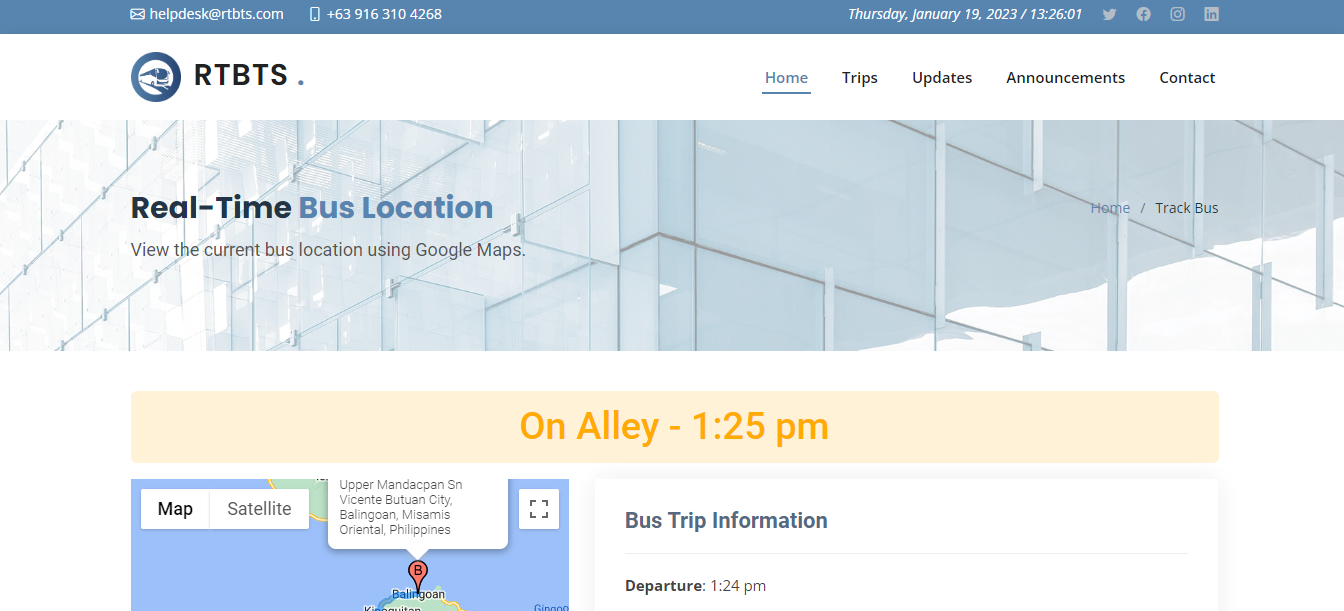 helpdesk@rtbts.com +63 916 310 4268 Thursday, January 19, 2023 / 13:26:01
RTBTS .
Home Trips Updates Announcements Contact
Real-Time Bus Location
Home / Track Bus
View the current bus location using Google Maps.
On Alley - 1:25 pm
Map Satellite
Upper Mandacpan Sn
Vicente Butuan City,
Balingoan, Misamis
Oriental, Philippines
B
Balingoan
Kinoguitan
Gingoo
Bus Trip Information
Departure: 1:24 pm